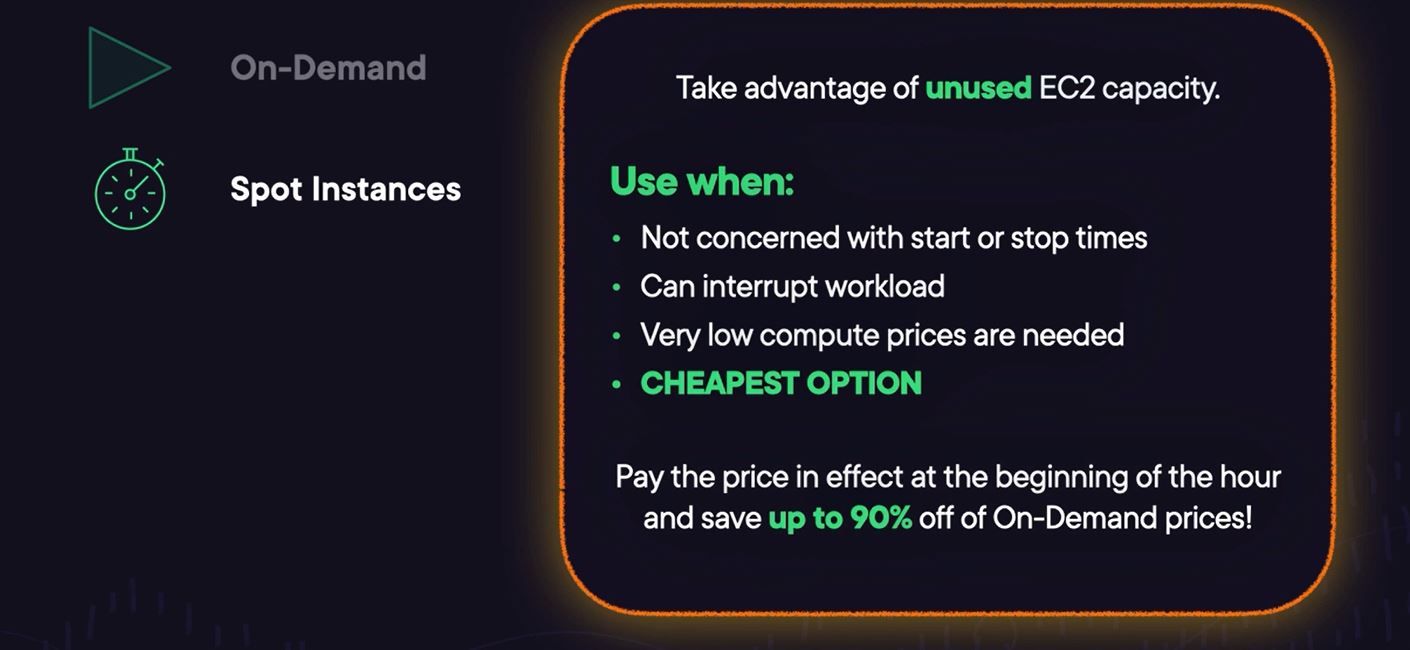 On-Demand
Spot Instances
Take advantage of unused EC2 capacity.
Use when:
• Not concerned with start or stop times
• Can interrupt workload
• Very low compute prices are needed
• CHEAPEST OPTION
Pay the price in effect at the beginning of the hour
and save up to 90% off of On-Demand prices!